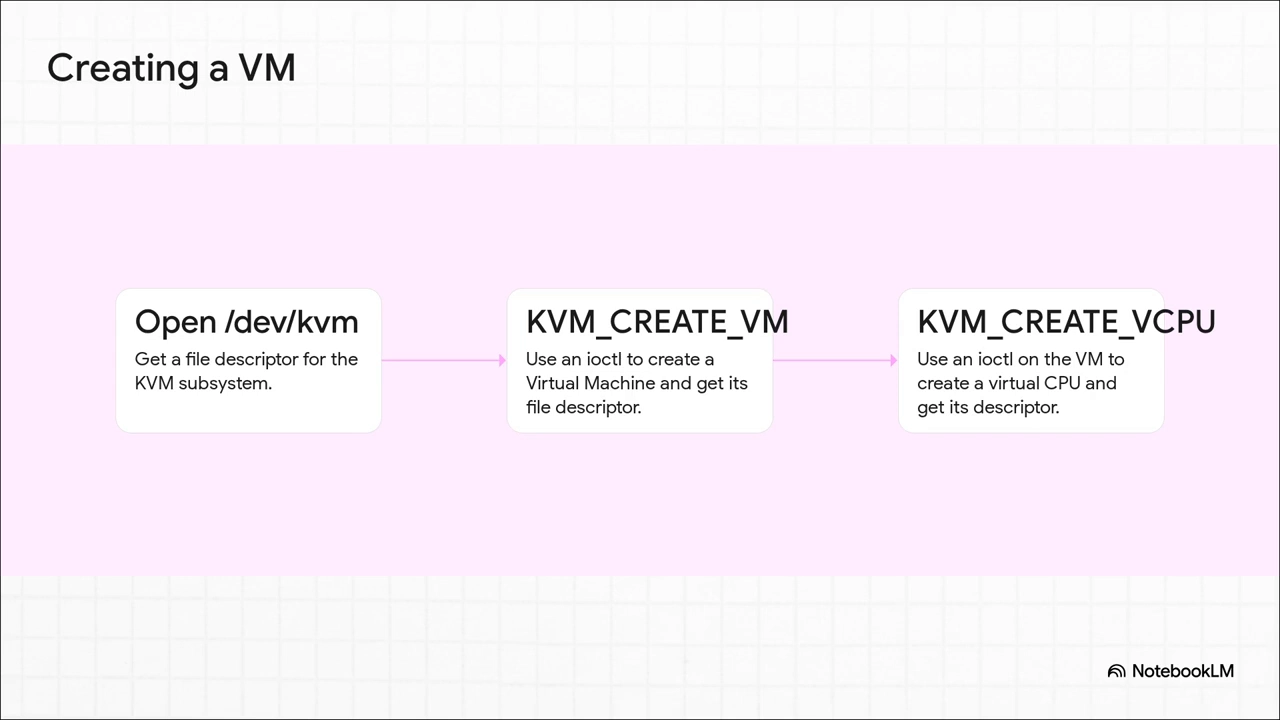 Creating a VM
Open /dev/kvm
Get a file descriptor for the
KVM subsystem.
KVM_CREATE_VM
Use an ioctl to create a
Virtual Machine and get its
file descriptor.
KVM_CREATE_VCPU
Use an ioctl on the VM to
create a virtual CPU and
get its descriptor.
NotebookLM